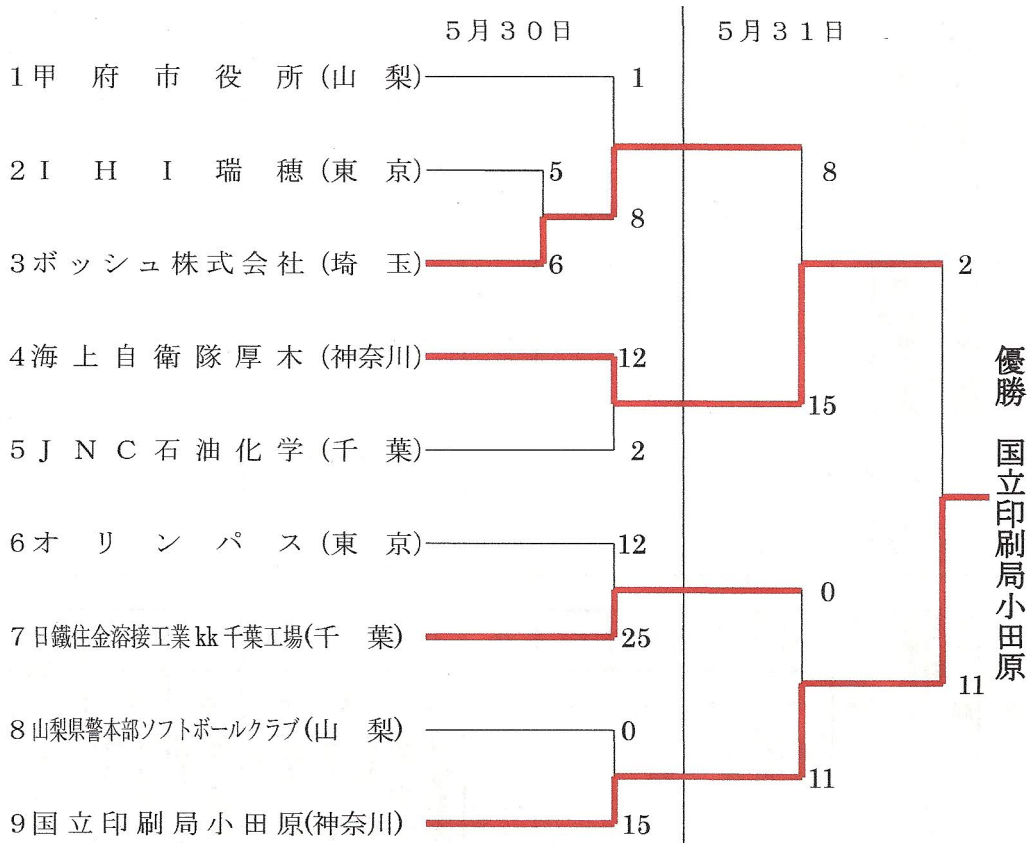 5月30日 5月31日
1甲府市役所(山梨) 1
2IHI瑞穂(東京) 5 8
8
3ボッシュ株式会社(埼玉) 6
2
4海上自衛隊厚木(神奈川) 12
15
5JNC石油化学(千葉) 2
6オリンパス(東京) 12
0
7日鐵住金溶接工業kk千葉工場(千葉) 25
11
8山梨県警本部ソフトボールクラブ(山梨) 0
11
9国立印刷局小田原(神奈川) 15
優勝 国立印刷局小田原